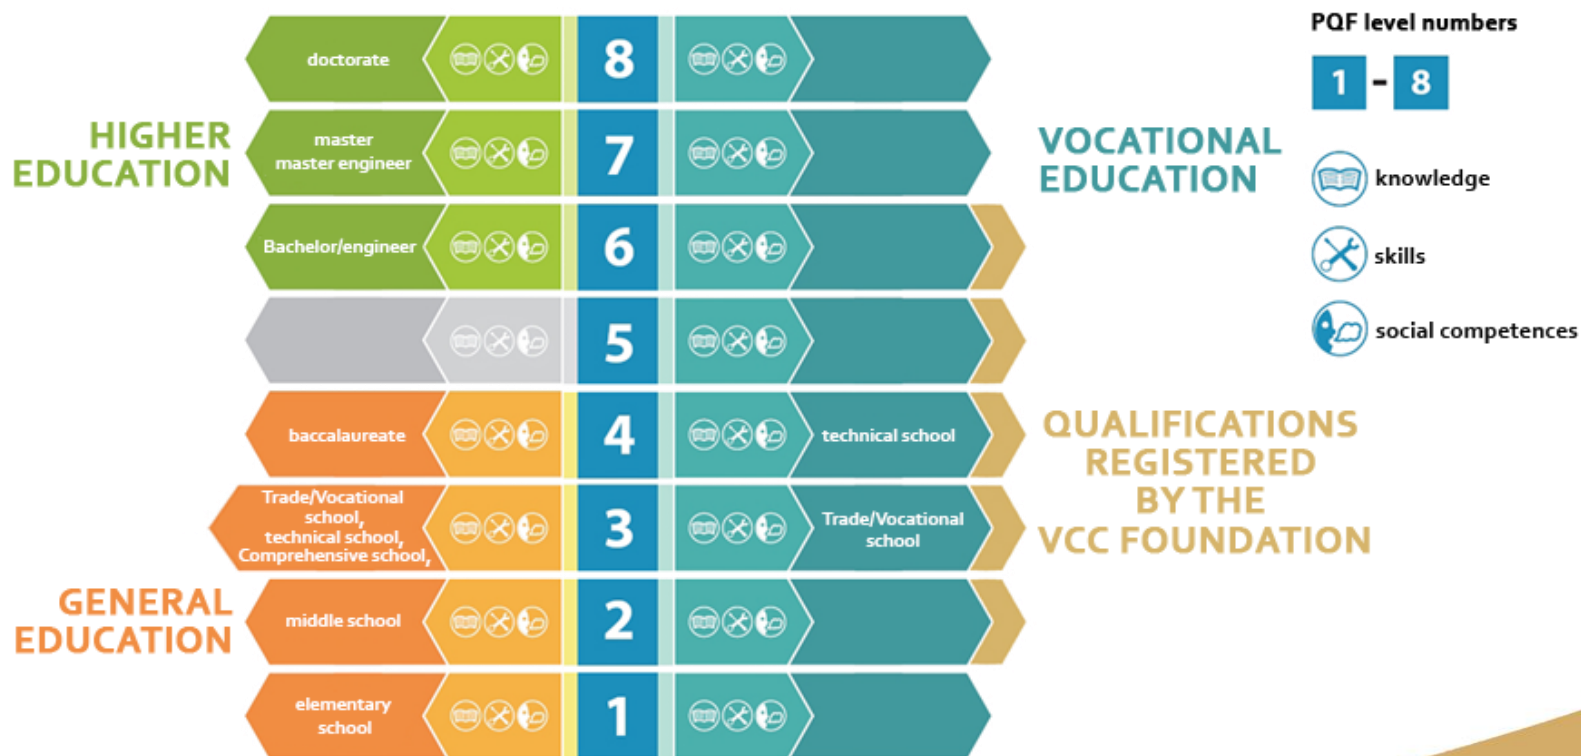 PQF level numbers
1 - 8
knowledge
skills
social competences
HIGHER
EDUCATION
VOCATIONAL
EDUCATION
QUALIFICATIONS
REGISTERED
BY THE
VCC FOUNDATION
GENERAL
EDUCATION
doctorate
8
master
master engineer
7
Bachelor/engineer
6
5
baccalaureate
4
technical school
Trade/Vocational
school,
technical school,
Comprehensive school,
3
Trade/Vocational
school
middle school
2
elementary
school
1